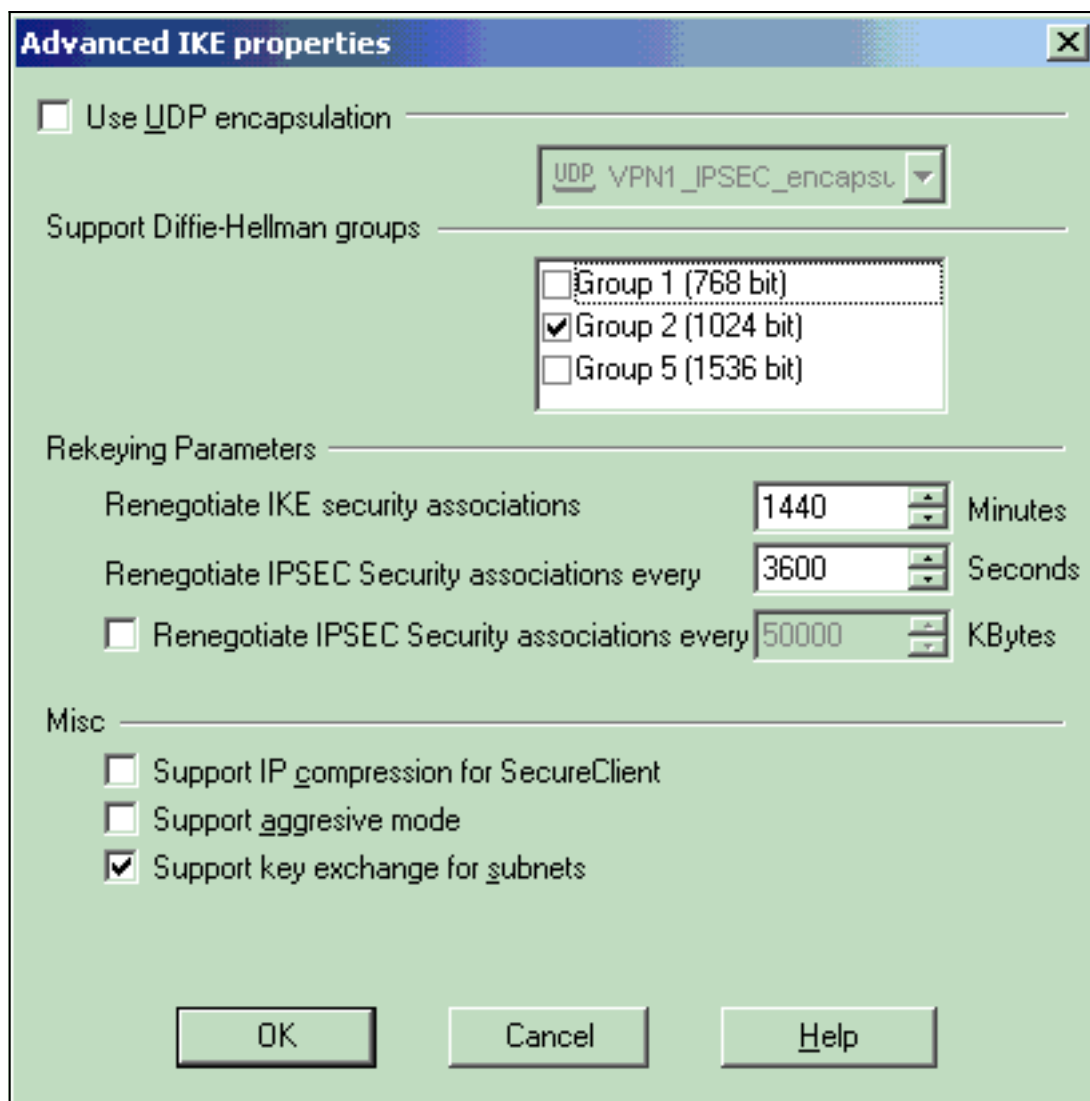 Advanced IKE properties
Use UDP encapsulation
UDP VPN1_IPSEC_encapsu
Support Diffie-Hellman groups
Group 1 (768 bit)
Group 2 (1024 bit)
Group 5 (1536 bit)
Rekeying Parameters
Renegotiate IKE security associations 1440 Minutes
Renegotiate IPSEC Security associations every 3600 Seconds
Renegotiate IPSEC Security associations every 50000 KBytes
Misc
Support IP compression for SecureClient
Support aggresive mode
Support key exchange for subnets
OK Cancel Help